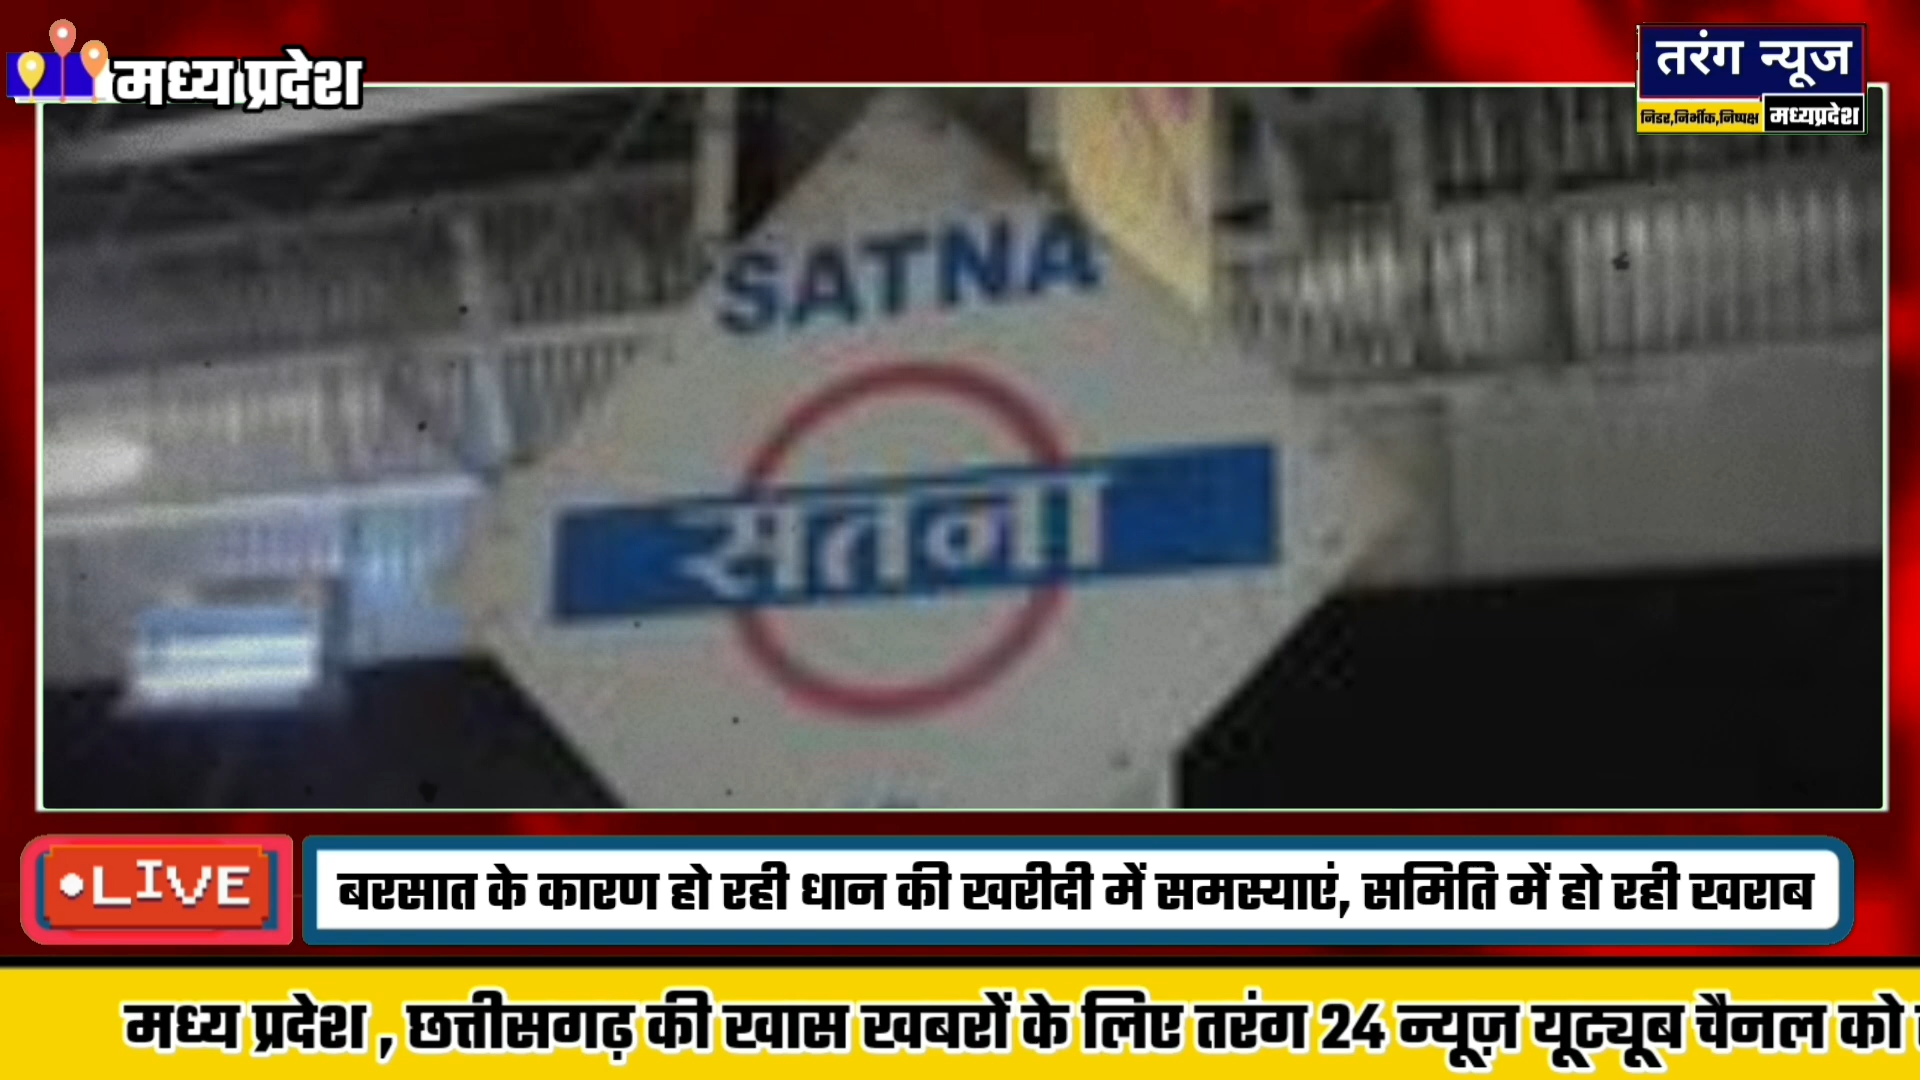 मध्य प्रदेश
तरंग न्यूज
निडर,निर्भीक,निष्पक्ष
मध्यप्रदेश
SATNA
सतना
LIVE
बरसात के कारण हो रही धान की खरीदी में समस्याएं, समिति में हो रही खराब
मध्य प्रदेश , छत्तीसगढ़ की खास खबरों के लिए तरंग 24 न्यूज़ यूट्यूब चैनल को